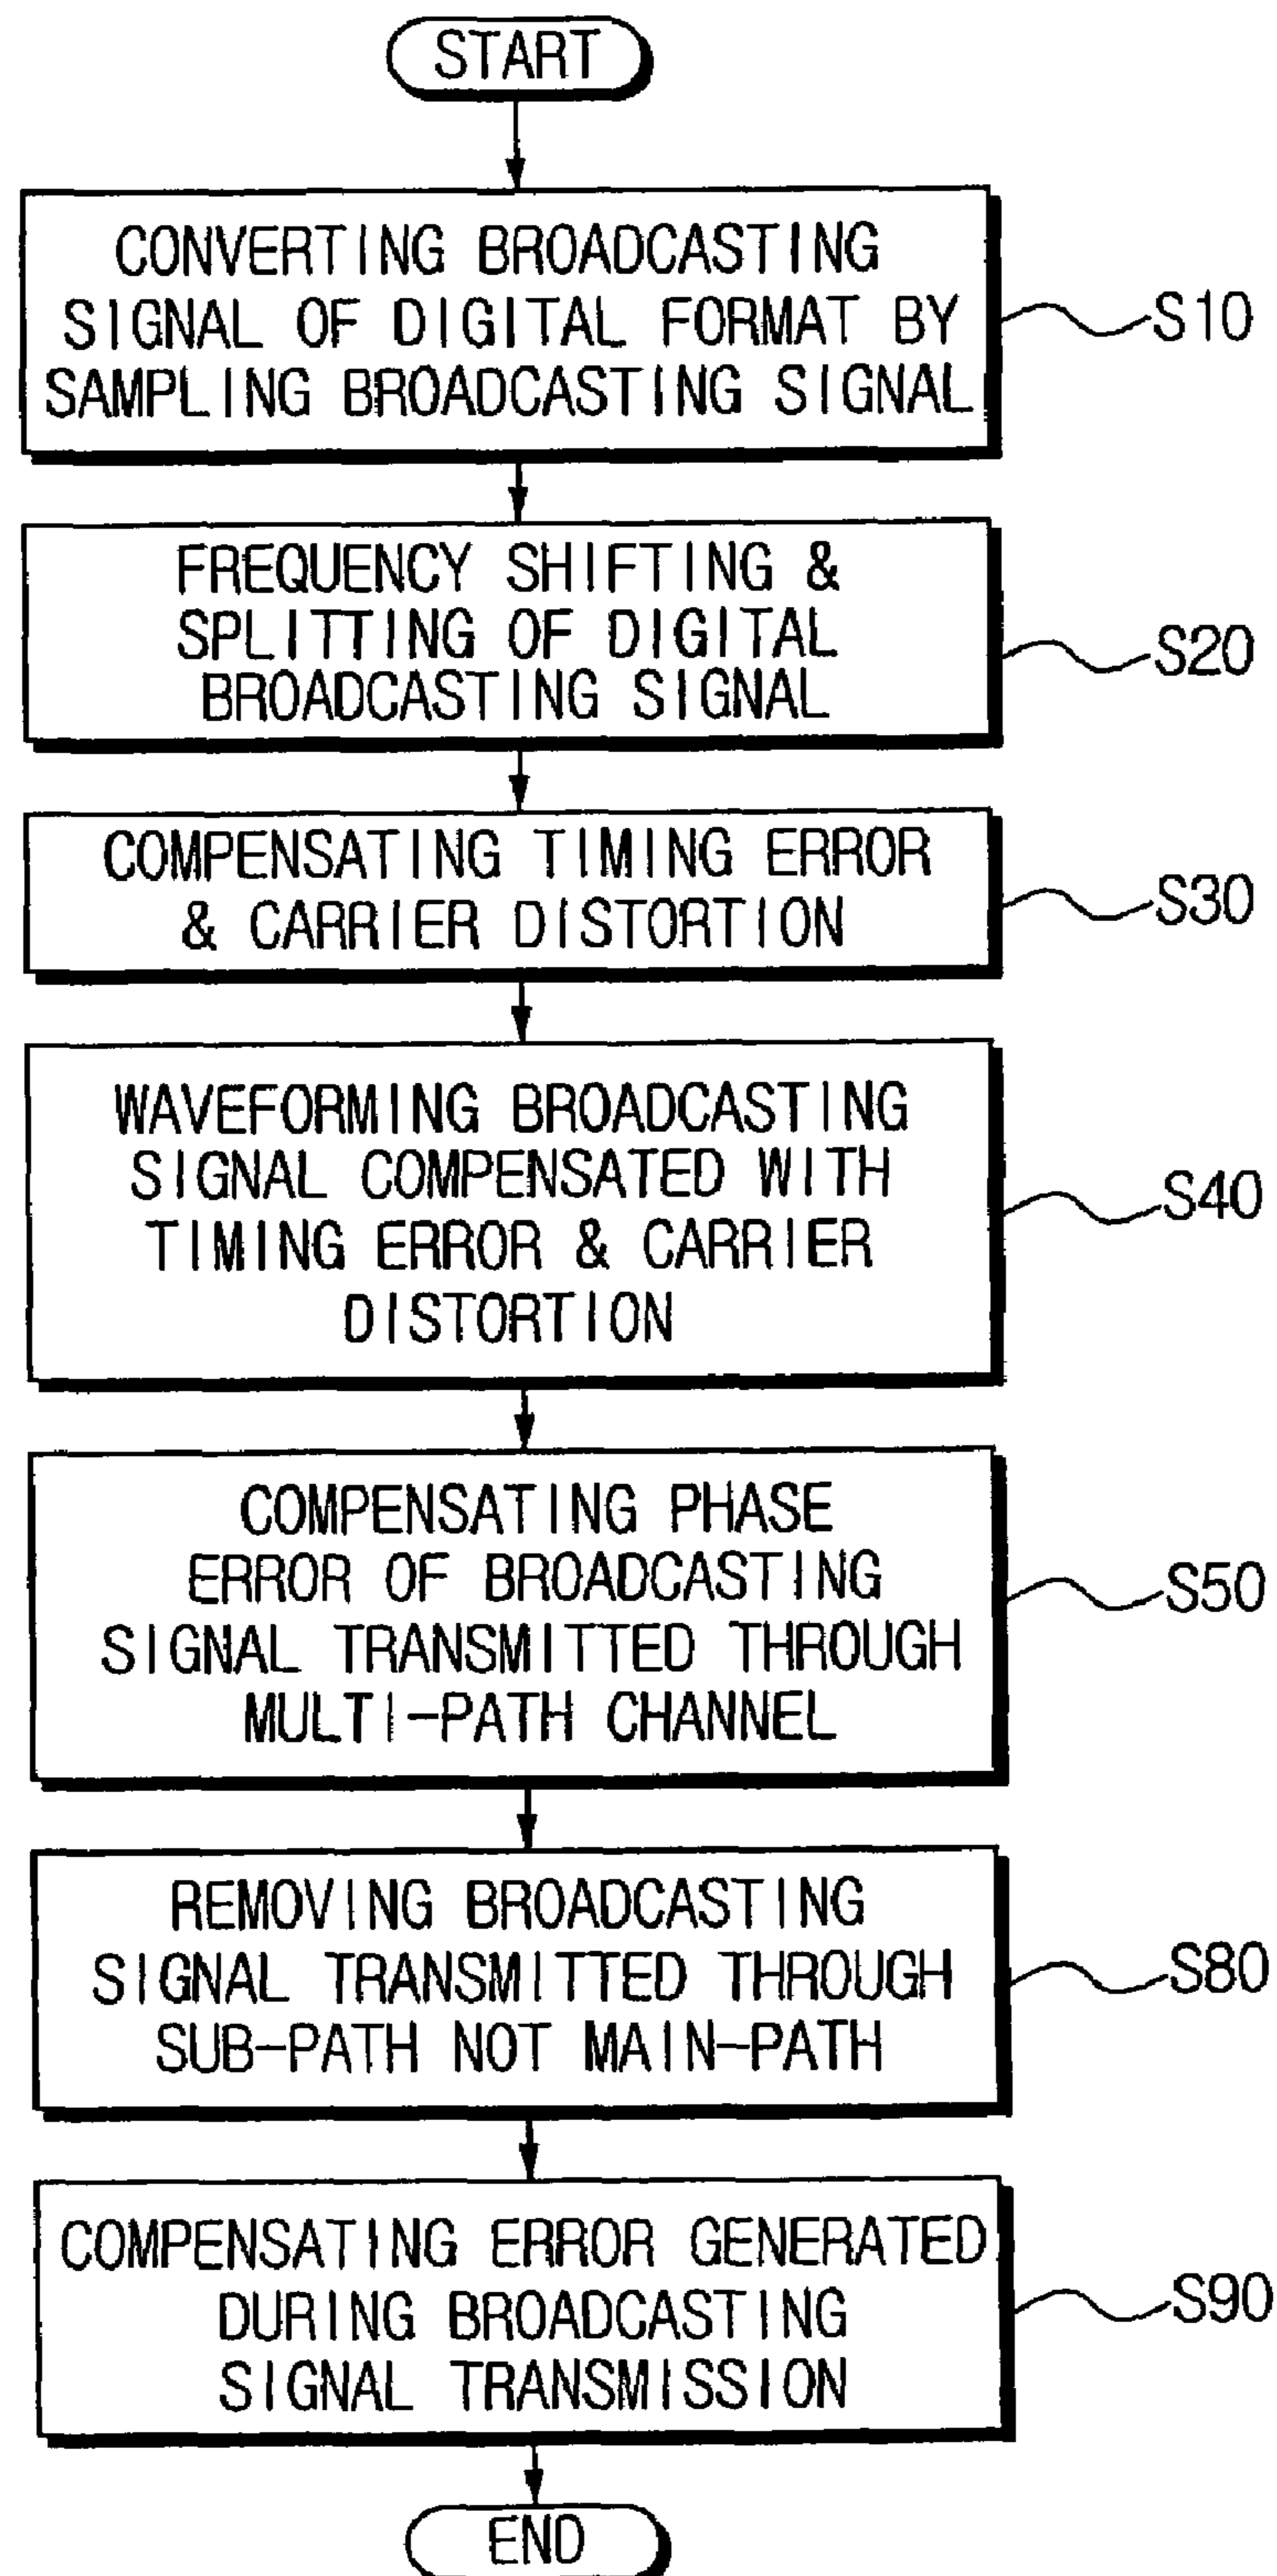 START
CONVERTING BROADCASTING
SIGNAL OF DIGITAL FORMAT BY
SAMPLING BROADCASTING SIGNAL
S10
FREQUENCY SHIFTING &
SPLITTING OF DIGITAL
BROADCASTING SIGNAL
S20
COMPENSATING TIMING ERROR
& CARRIER DISTORTION
S30
WAVEFORMING BROADCASTING
SIGNAL COMPENSATED WITH
TIMING ERROR & CARRIER
DISTORTION
S40
COMPENSATING PHASE
ERROR OF BROADCASTING
SIGNAL TRANSMITTED THROUGH
MULTI-PATH CHANNEL
S50
REMOVING BROADCASTING
SIGNAL TRANSMITTED THROUGH
SUB-PATH NOT MAIN-PATH
S80
COMPENSATING ERROR GENERATED
DURING BROADCASTING
SIGNAL TRANSMISSION
S90
END